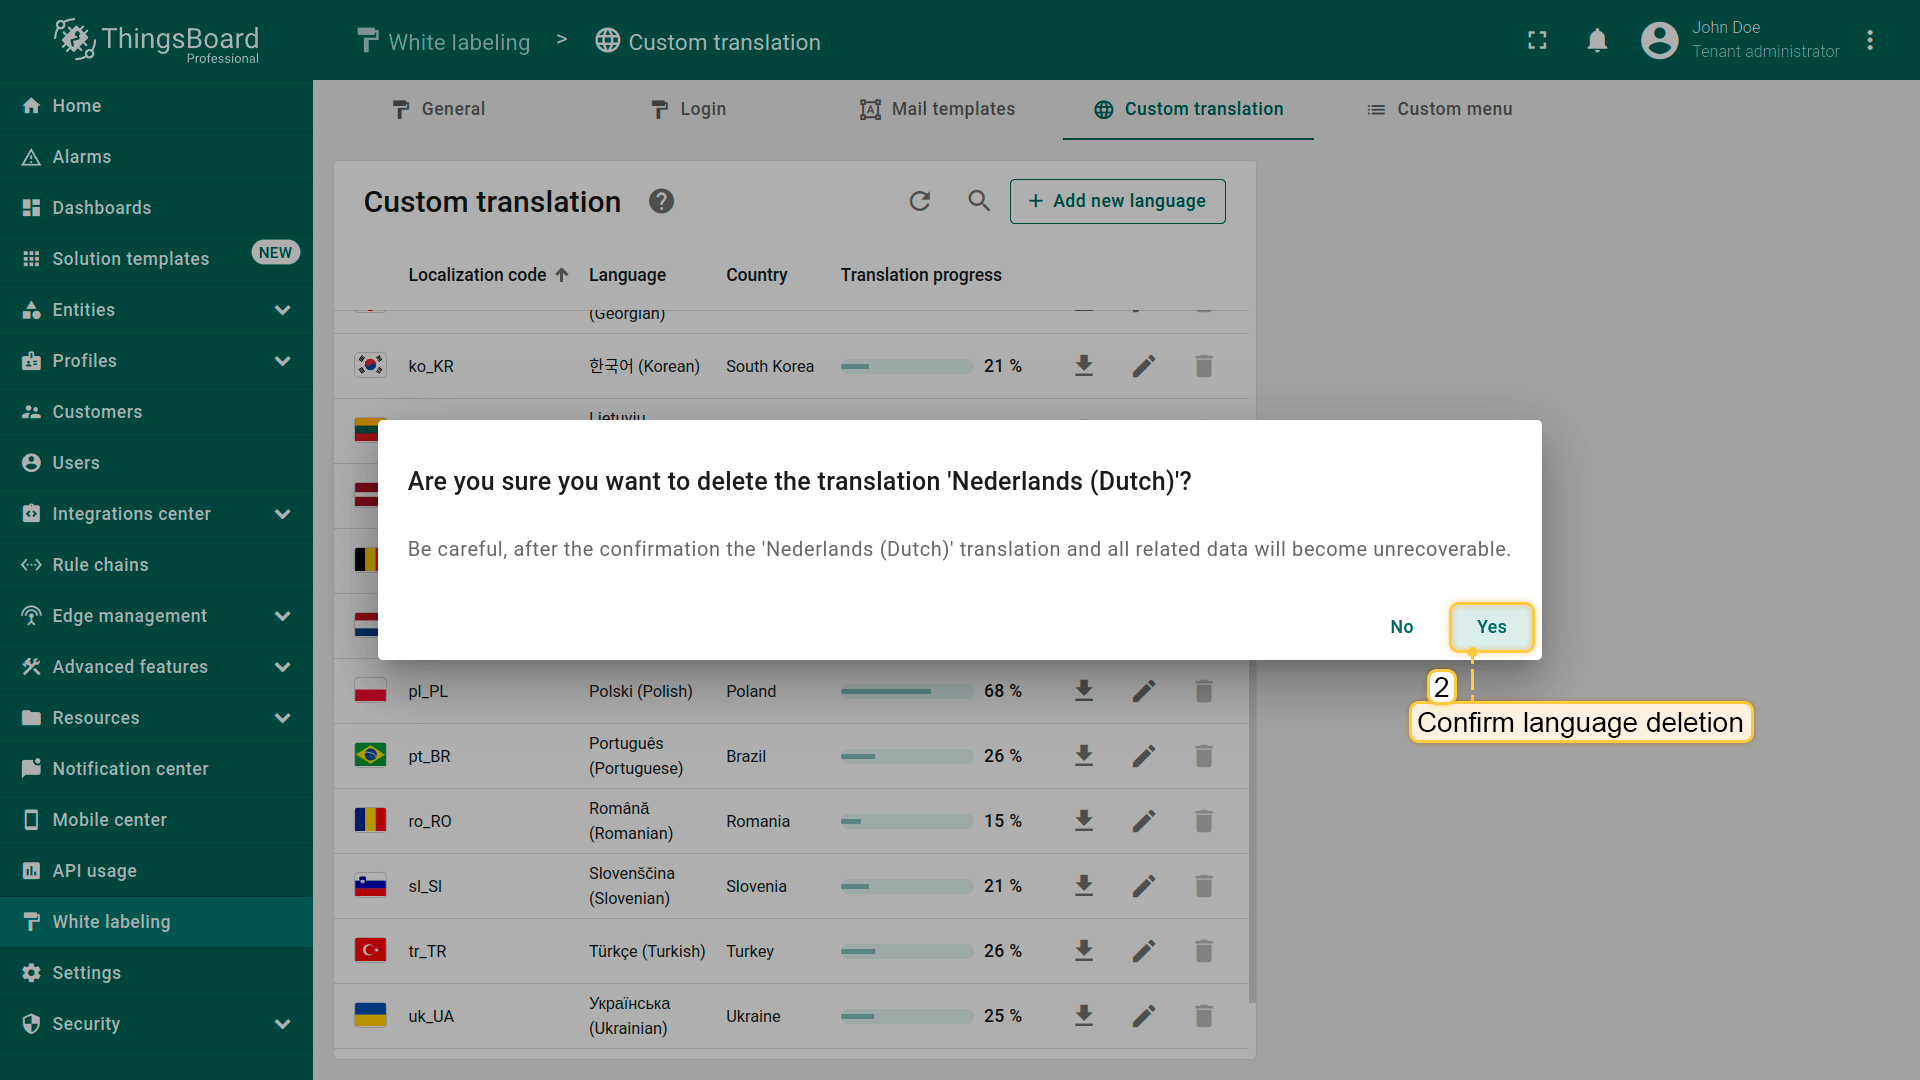 ThingsBoard
Professional
White labeling > Custom translation
John Doe
Tenant administrator
Home
Alarms
Dashboards
Solution templates NEW
Entities
Profiles
Customers
Users
Integrations center
Rule chains
Edge management
Advanced features
Resources
Notification center
Mobile center
API usage
White labeling
Settings
Security
General Login Mail templates Custom translation Custom menu
Custom translation
+ Add new language
Localization code Language Country Translation progress
(Georgian)
ko_KR 한국어 (Korean) South Korea 21 %
Lietuvių
Are you sure you want to delete the translation 'Nederlands (Dutch)'?
Be careful, after the confirmation the 'Nederlands (Dutch)' translation and all related data will become unrecoverable.
No Yes
2
Confirm language deletion
pl_PL Polski (Polish) Poland 68 %
Português
(Portuguese)
pt_BR Brazil 26 %
Română
(Romanian)
ro_RO Romania 15 %
Slovenščina
(Slovenian)
sl_SI Slovenia 21 %
tr_TR Türkçe (Turkish) Turkey 26 %
Українська
(Ukrainian)
uk_UA Ukraine 25 %